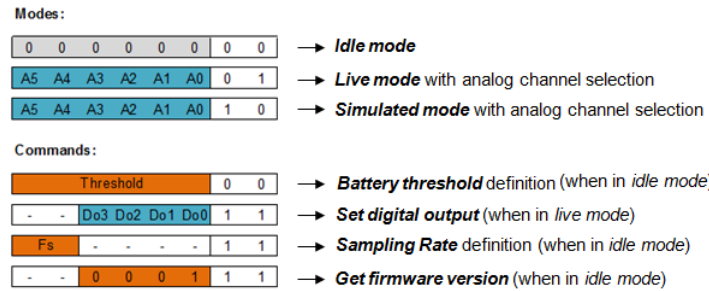 Modes:
0 0 0 0 0 0 0 0 Idle mode
A5 A4 A3 A2 A1 A0 0 1 Live mode with analog channel selection
A5 A4 A3 A2 A1 A0 1 0 Simulated mode with analog channel selection
Commands:
Threshold 0 0 Battery threshold definition (when in idle mode)
- - Do3 Do2 Do1 Do0 1 1 Set digital output (when in live mode)
Fs - - - - 1 1 Sampling Rate definition (when in idle mode)
- - 0 0 0 1 1 1 Get firmware version (when in idle mode)